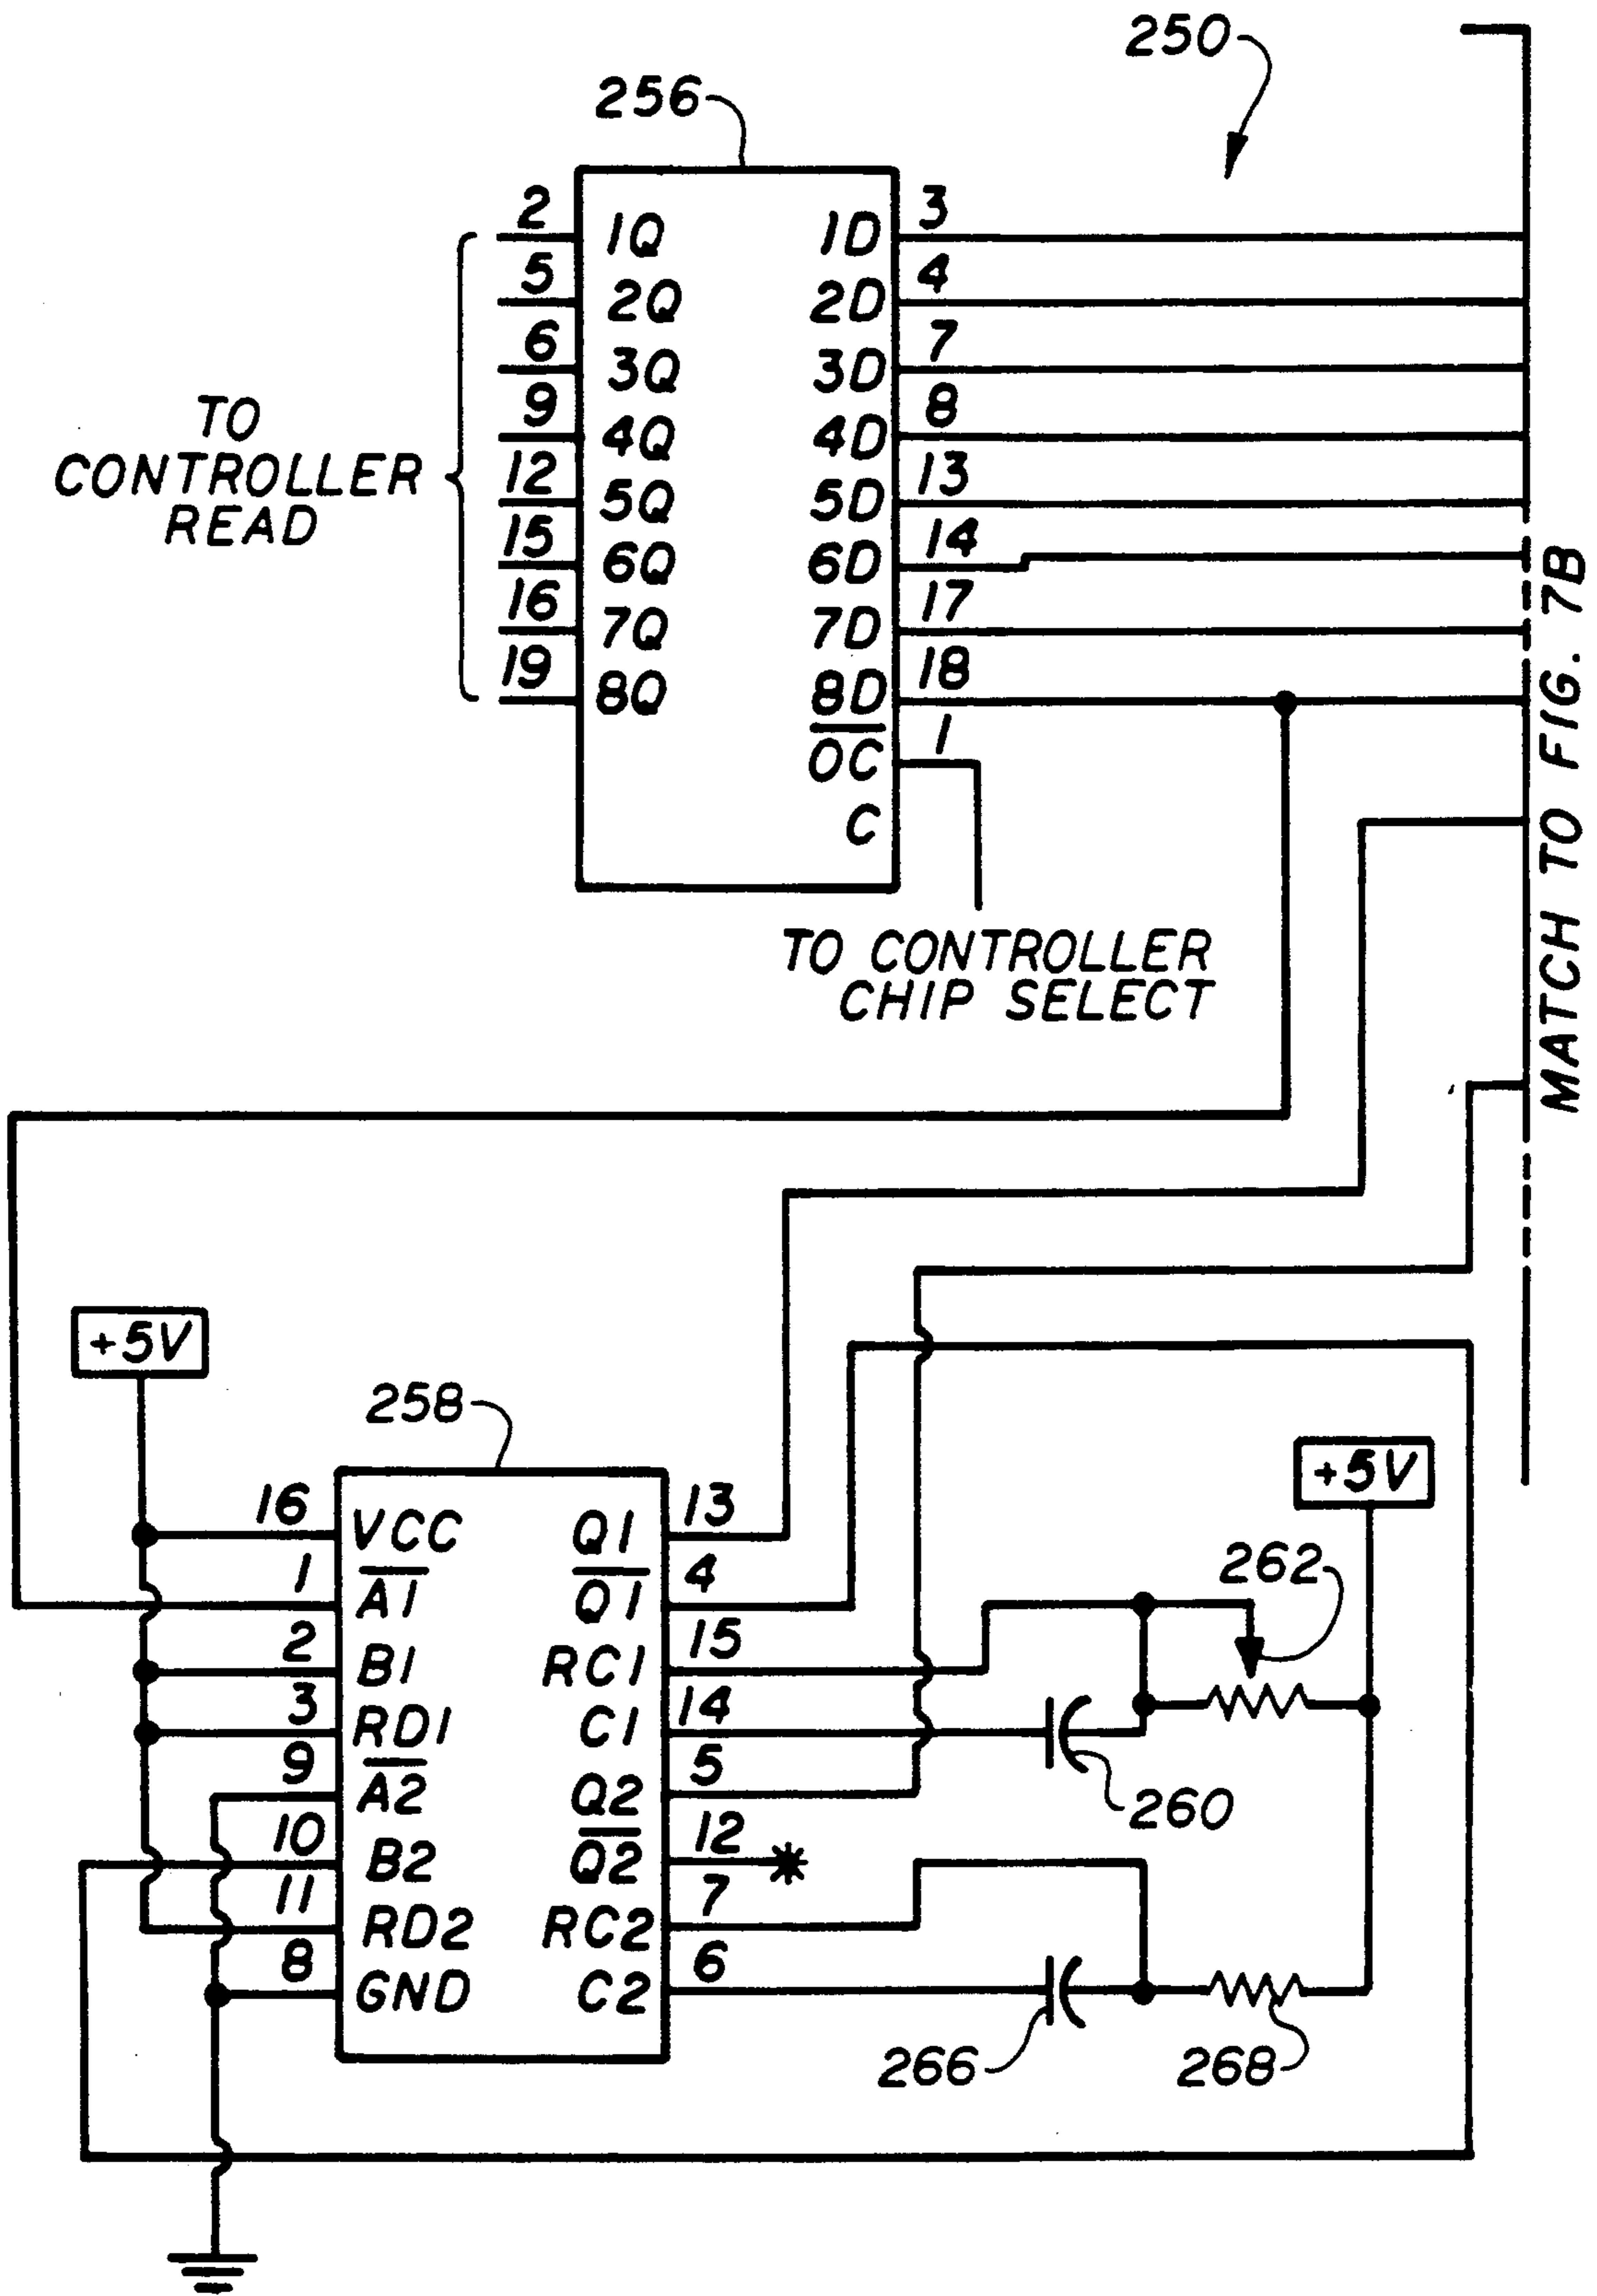 250
256
2 1Q 1D 3
5 2Q 2D 4
6 3Q 3D 7
9 4Q 4D 8
12 5Q 5D 13
15 6Q 6D 14
16 7Q 7D 17
19 8Q 8D 18
OC 1
C
TO
CONTROLLER
READ
TO CONTROLLER
CHIP SELECT
MATCH TO FIG. 7B
+5V
258
+5V
16 VCC Q1 13
1 A1 Q1 4
2 B1 RC1 15
3 RD1 C1 14
9 A2 Q2 5
10 B2 Q2 12
11 RD2 RC2 7
8 GND C2 6
262
260
266
268